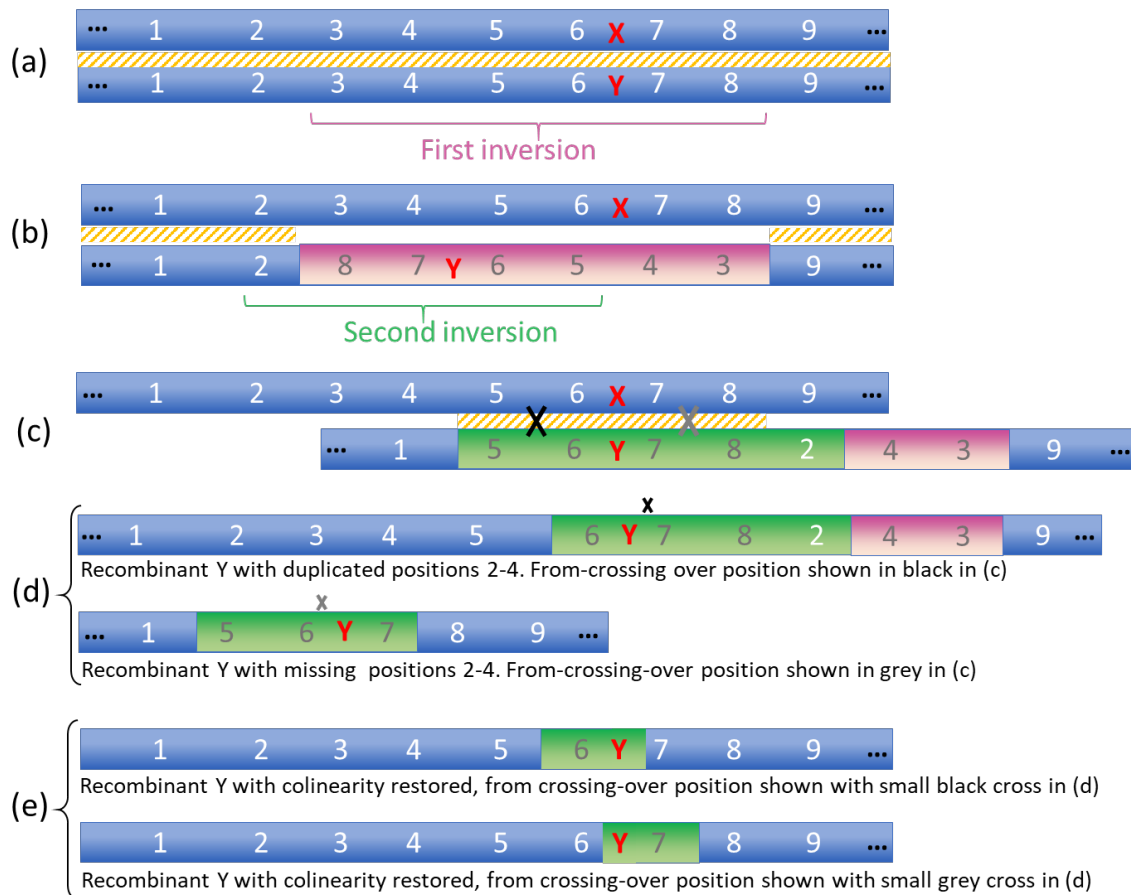 ... 1 2 3 4 5 6 X 7 8 9 ...
(a)
... 1 2 3 4 5 6 Y 7 8 9 ...
First inversion
... 1 2 3 4 5 6 X 7 8 9 ...
(b)
... 1 2 8 7 Y 6 5 4 3 9 ...
Second inversion
... 1 2 3 4 5 6 X 7 8 9 ...
(c) X X
... 1 5 6 Y 7 8 2 4 3 9 ...
x
... 1 2 3 4 5 6 Y 7 8 2 4 3 9 ...
Recombinant Y with duplicated positions 2-4. From-crossing over position shown in black in (c)
(d) x
... 1 5 6 Y 7 8 9 ...
Recombinant Y with missing positions 2-4. From-crossing-over position shown in grey in (c)
1 2 3 4 5 6 Y 7 8 9 ...
Recombinant Y with colinearity restored, from crossing-over position shown with small black cross in (d)
(e)
1 2 3 4 5 6 Y 7 8 9 ...
Recombinant Y with colinearity restored, from crossing-over position shown with small grey cross in (d)